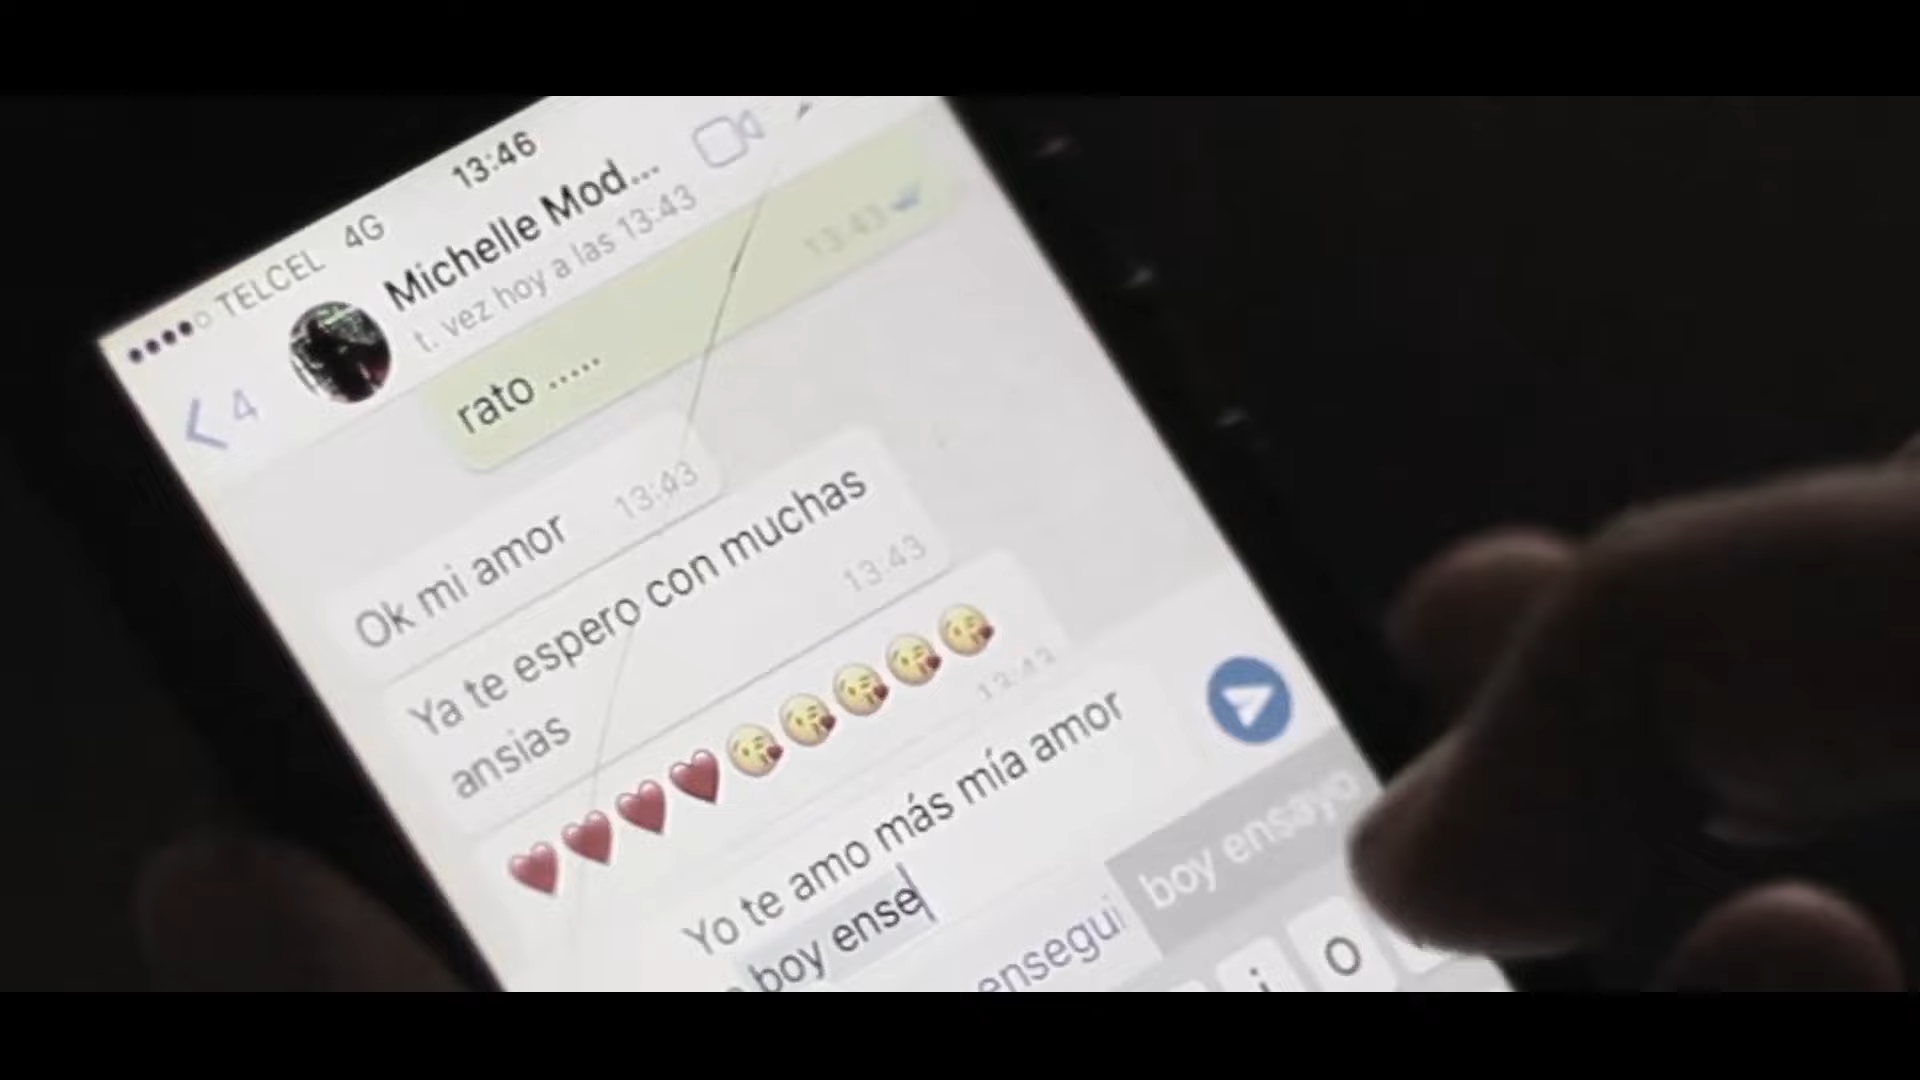 13:46
TELCEL 4G
Michelle Mod...
t. vez hoy a las 13:43
4
13:43
rato .....
Ok mi amor
13:43
Ya te espero con muchas
ansias
13:43
13:43
Yo te amo más mía amor
boy ense
ensegui
boy ensayo
i O